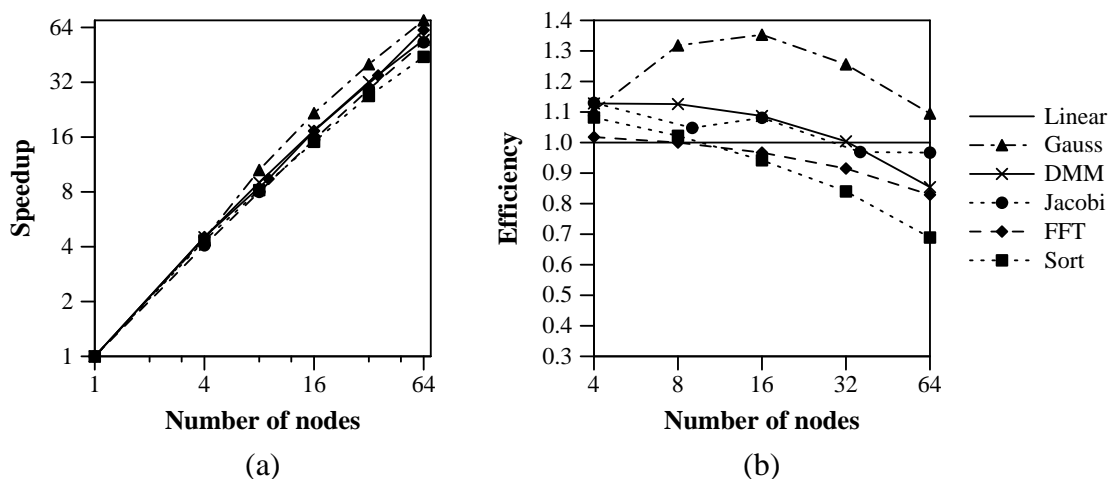 64
32
16
8
4
2
1
Speedup
1 4 16 64
Number of nodes
(a)
1.4
1.3
1.2
1.1
1.0
0.9
0.8
0.7
0.6
0.5
0.4
0.3
Efficiency
4 8 16 32 64
Number of nodes
(b)
Linear
Gauss
DMM
Jacobi
FFT
Sort